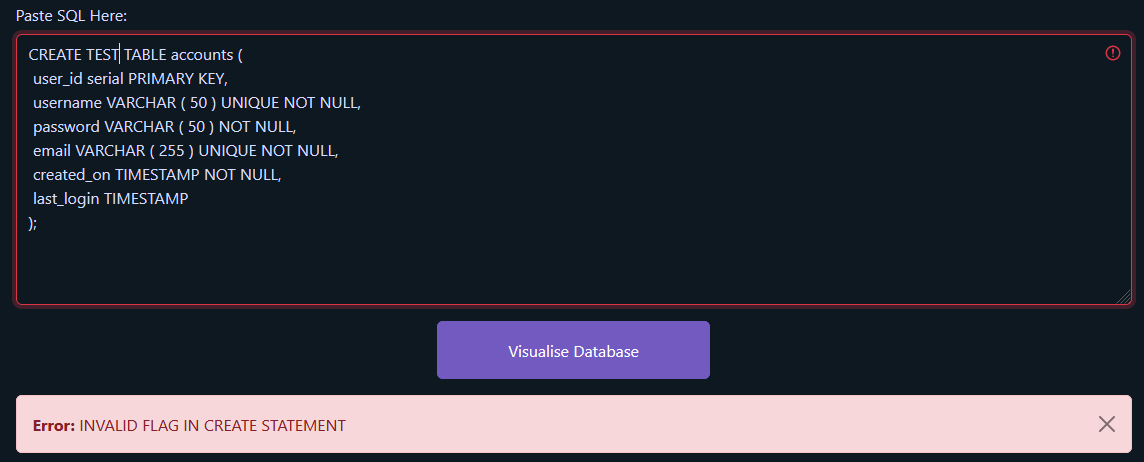 Paste SQL Here:
CREATE TEST TABLE accounts (
user_id serial PRIMARY KEY,
username VARCHAR ( 50 ) UNIQUE NOT NULL,
password VARCHAR ( 50 ) NOT NULL,
email VARCHAR ( 255 ) UNIQUE NOT NULL,
created_on TIMESTAMP NOT NULL,
last_login TIMESTAMP
);
Visualise Database
Error: INVALID FLAG IN CREATE STATEMENT